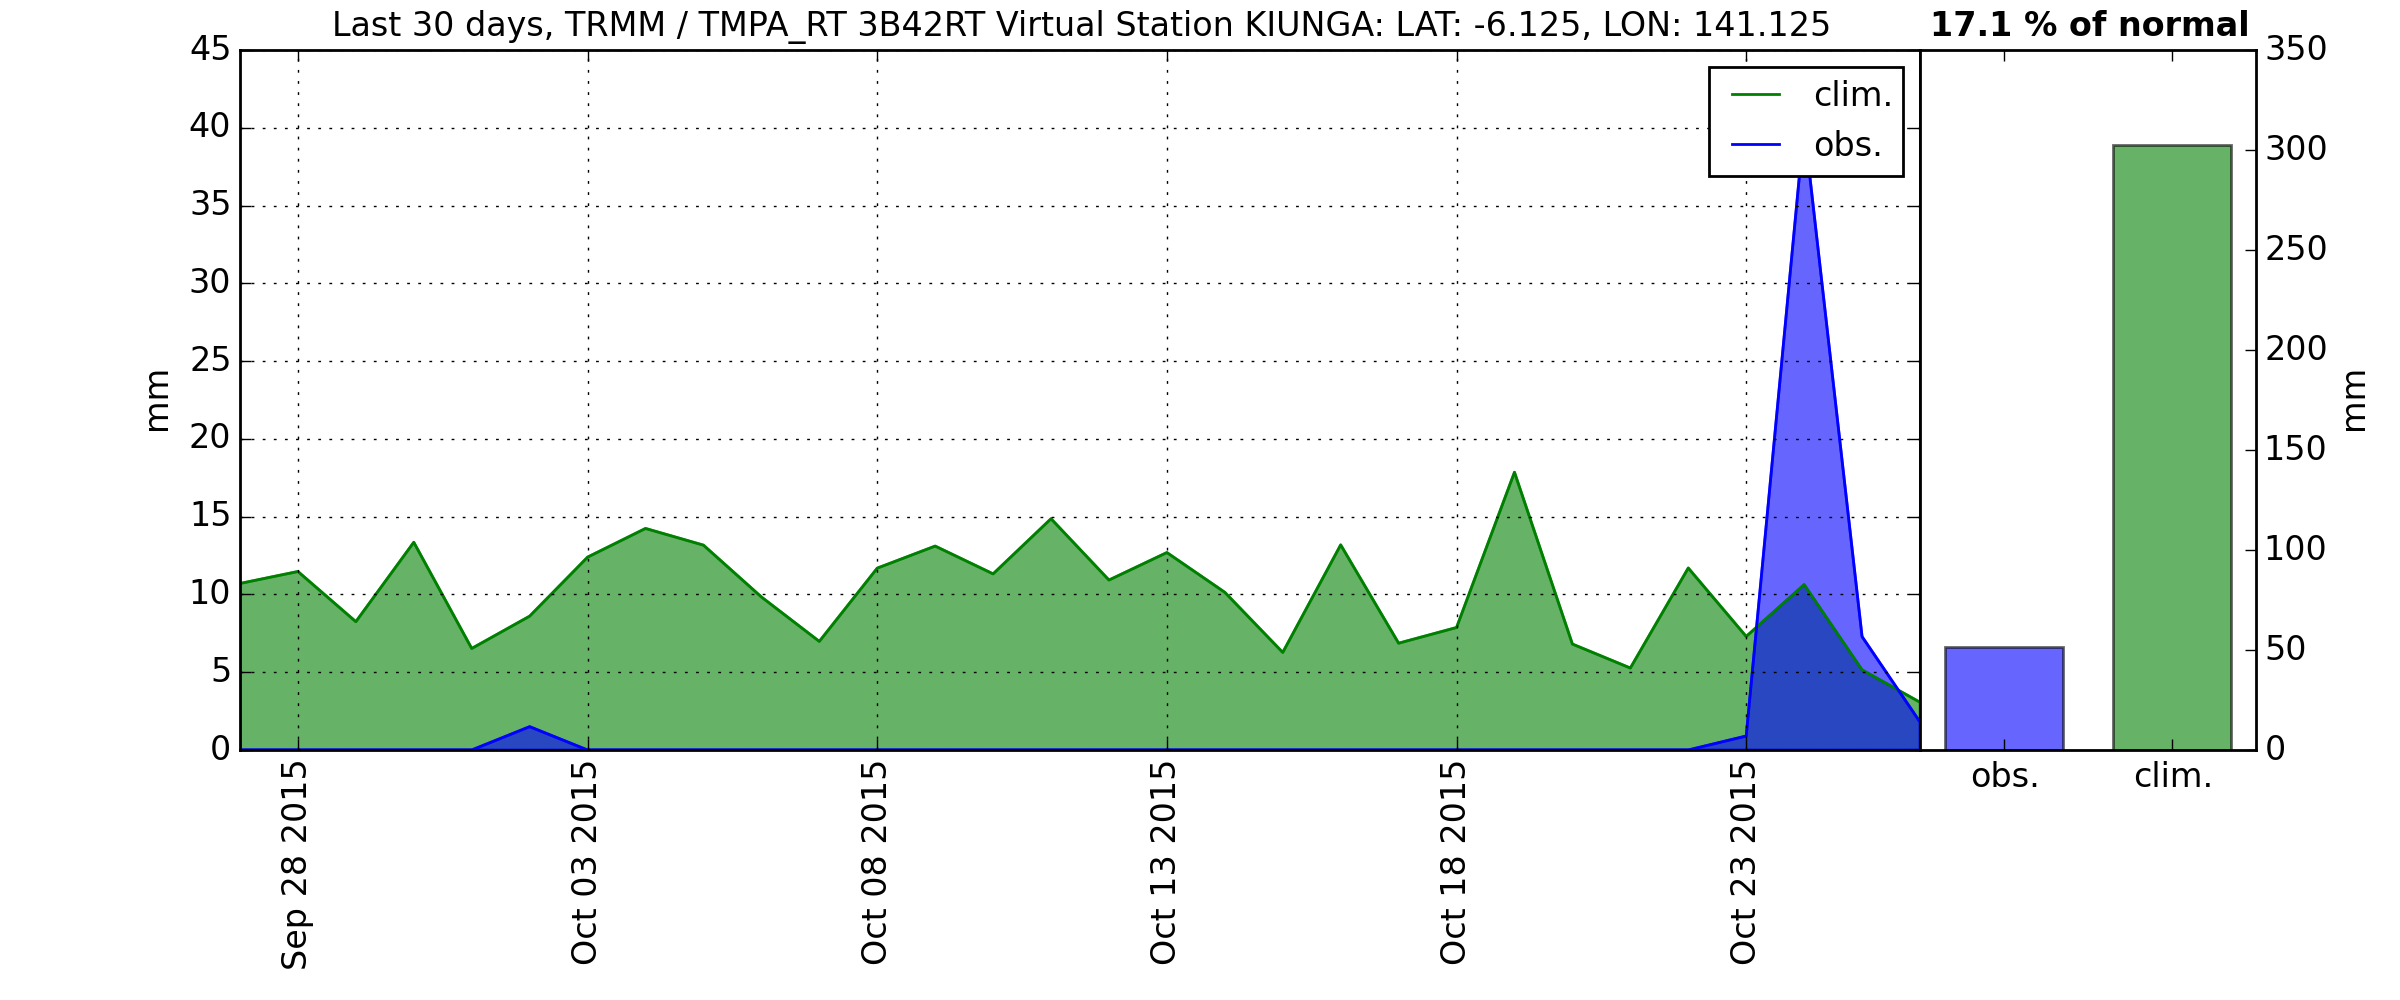 Last 30 days, TRMM / TMPA_RT 3B42RT Virtual Station KIUNGA: LAT: -6.125, LON: 141.125
17.1 % of normal
45
40
35
30
25
20
15
10
5
0
mm
clim.
obs.
Sep 28 2015
Oct 03 2015
Oct 08 2015
Oct 13 2015
Oct 18 2015
Oct 23 2015
350
300
250
200
150
100
50
0
mm
obs.
clim.